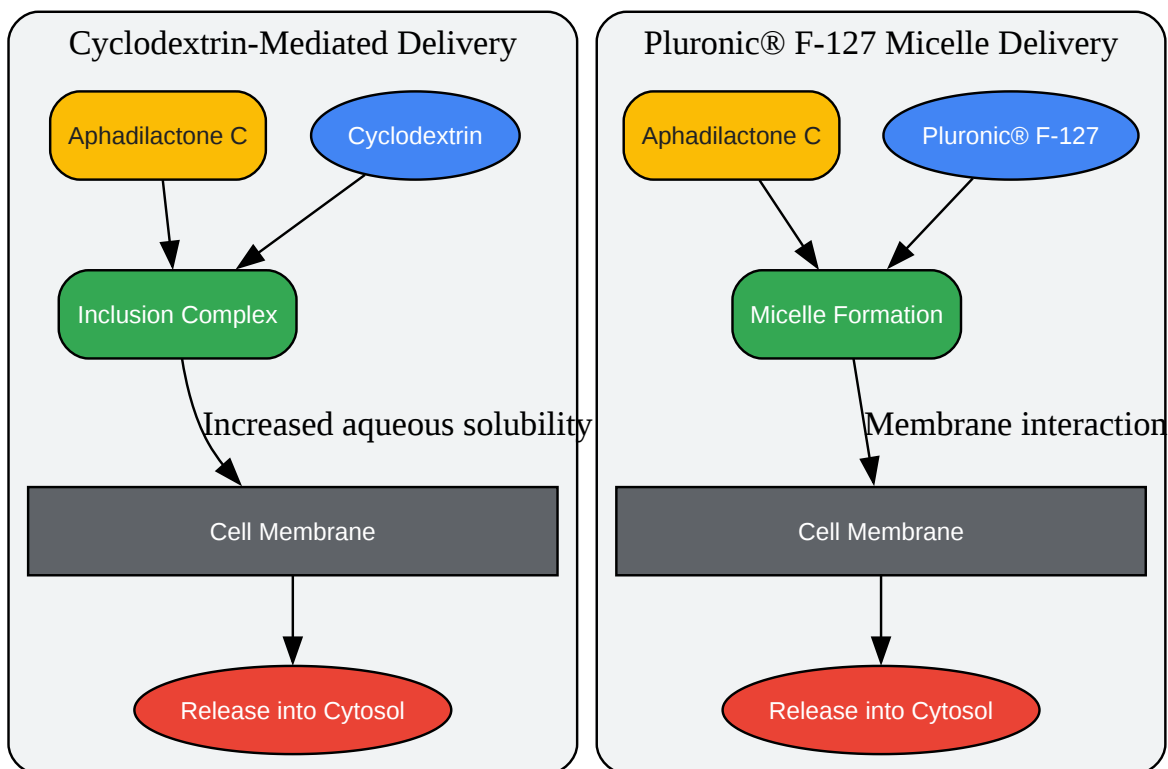 Cyclodextrin-Mediated Delivery
Aphadilactone C
Cyclodextrin
Inclusion Complex
Increased aqueous solubility
Cell Membrane
Release into Cytosol
Pluronic® F-127 Micelle Delivery
Aphadilactone C
Pluronic® F-127
Micelle Formation
Membrane interaction
Cell Membrane
Release into Cytosol